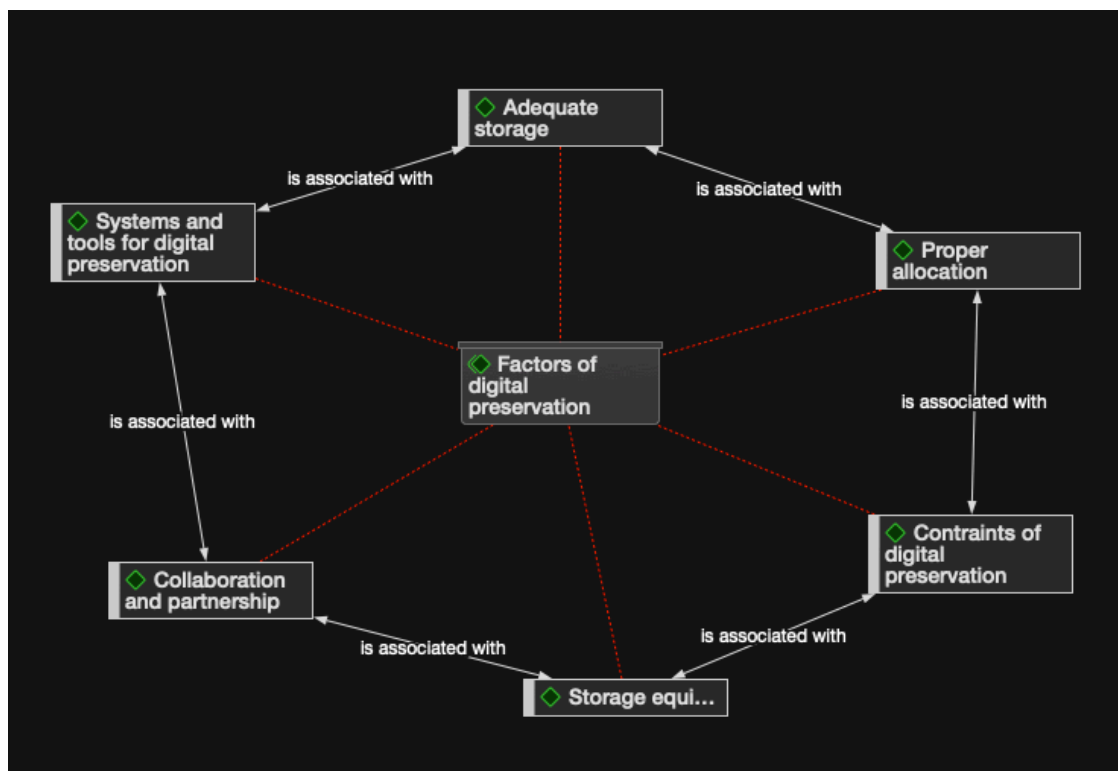 Adequate
storage
is associated with
is associated with
Systems and
tools for digital
preservation
Proper
allocation
Factors of
digital
preservation
is associated with
is associated with
Contraints of
digital
preservation
Collaboration
and partnership
is associated with
is associated with
Storage equi...